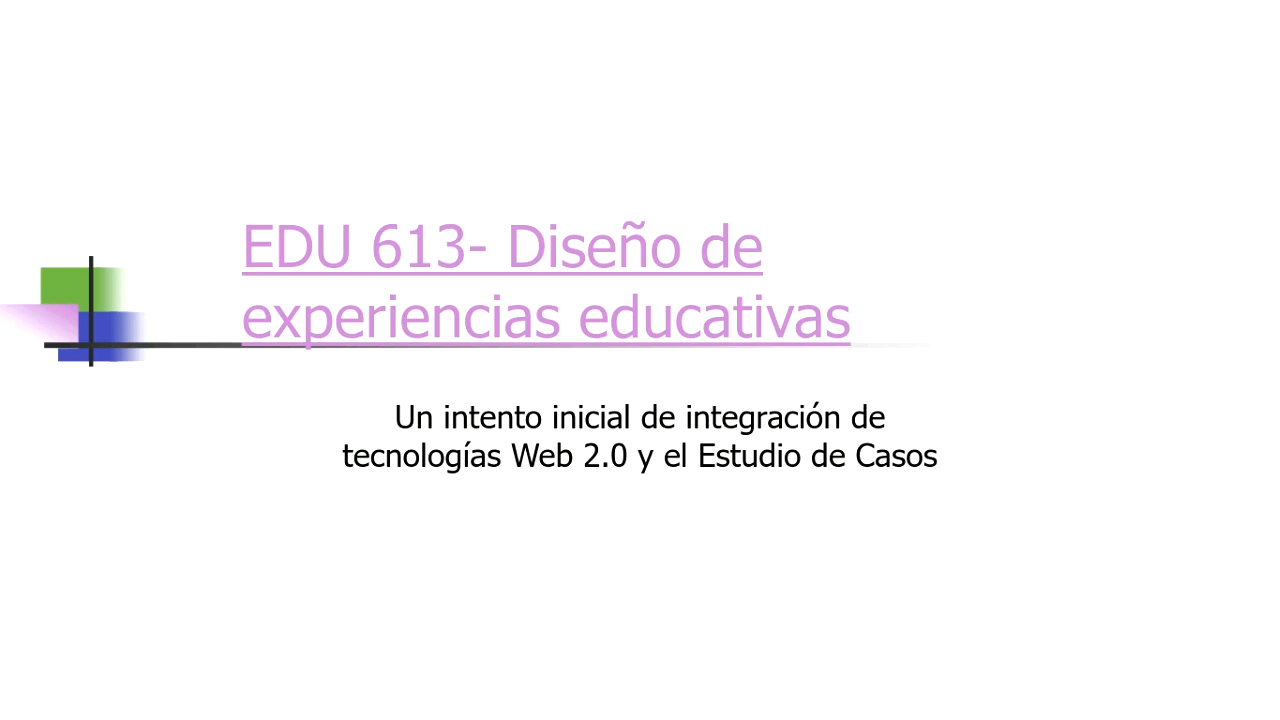 EDU 613- Diseño de
experiencias educativas
Un intento inicial de integración de
tecnologías Web 2.0 y el Estudio de Casos